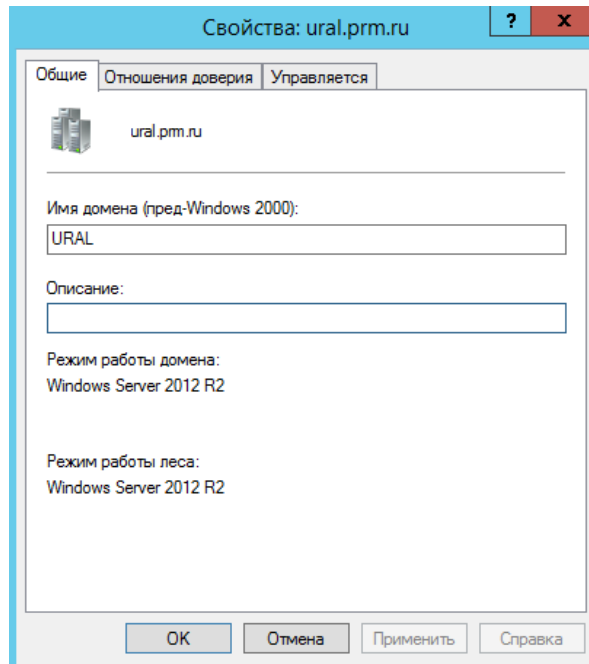 Свойства: ural.prm.ru
?
x
Общие
Отношения доверия
Управляется
ural.prm.ru
Имя домена (пред-Windows 2000):
URAL
Описание:
Режим работы домена:
Windows Server 2012 R2
Режим работы леса:
Windows Server 2012 R2
OK
Отмена
Применить
Справка